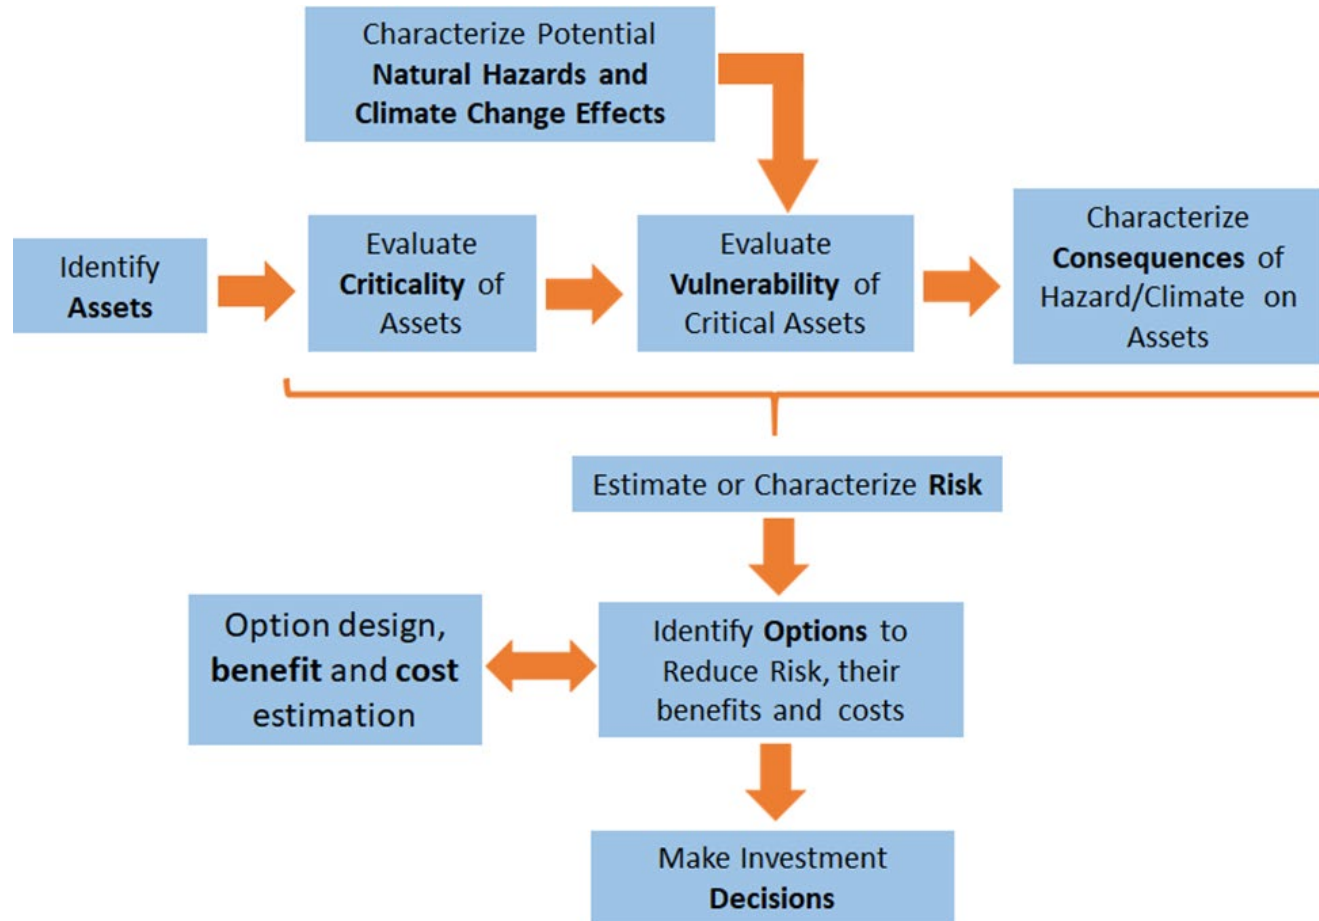 Characterize Potential
Natural Hazards and
Climate Change Effects
Identify
Assets
Evaluate
Criticality of
Assets
Evaluate
Vulnerability of
Critical Assets
Characterize
Consequences of
Hazard/Climate on
Assets
Estimate or Characterize Risk
Option design,
benefit and cost
estimation
Identify Options to
Reduce Risk, their
benefits and costs
Make Investment
Decisions